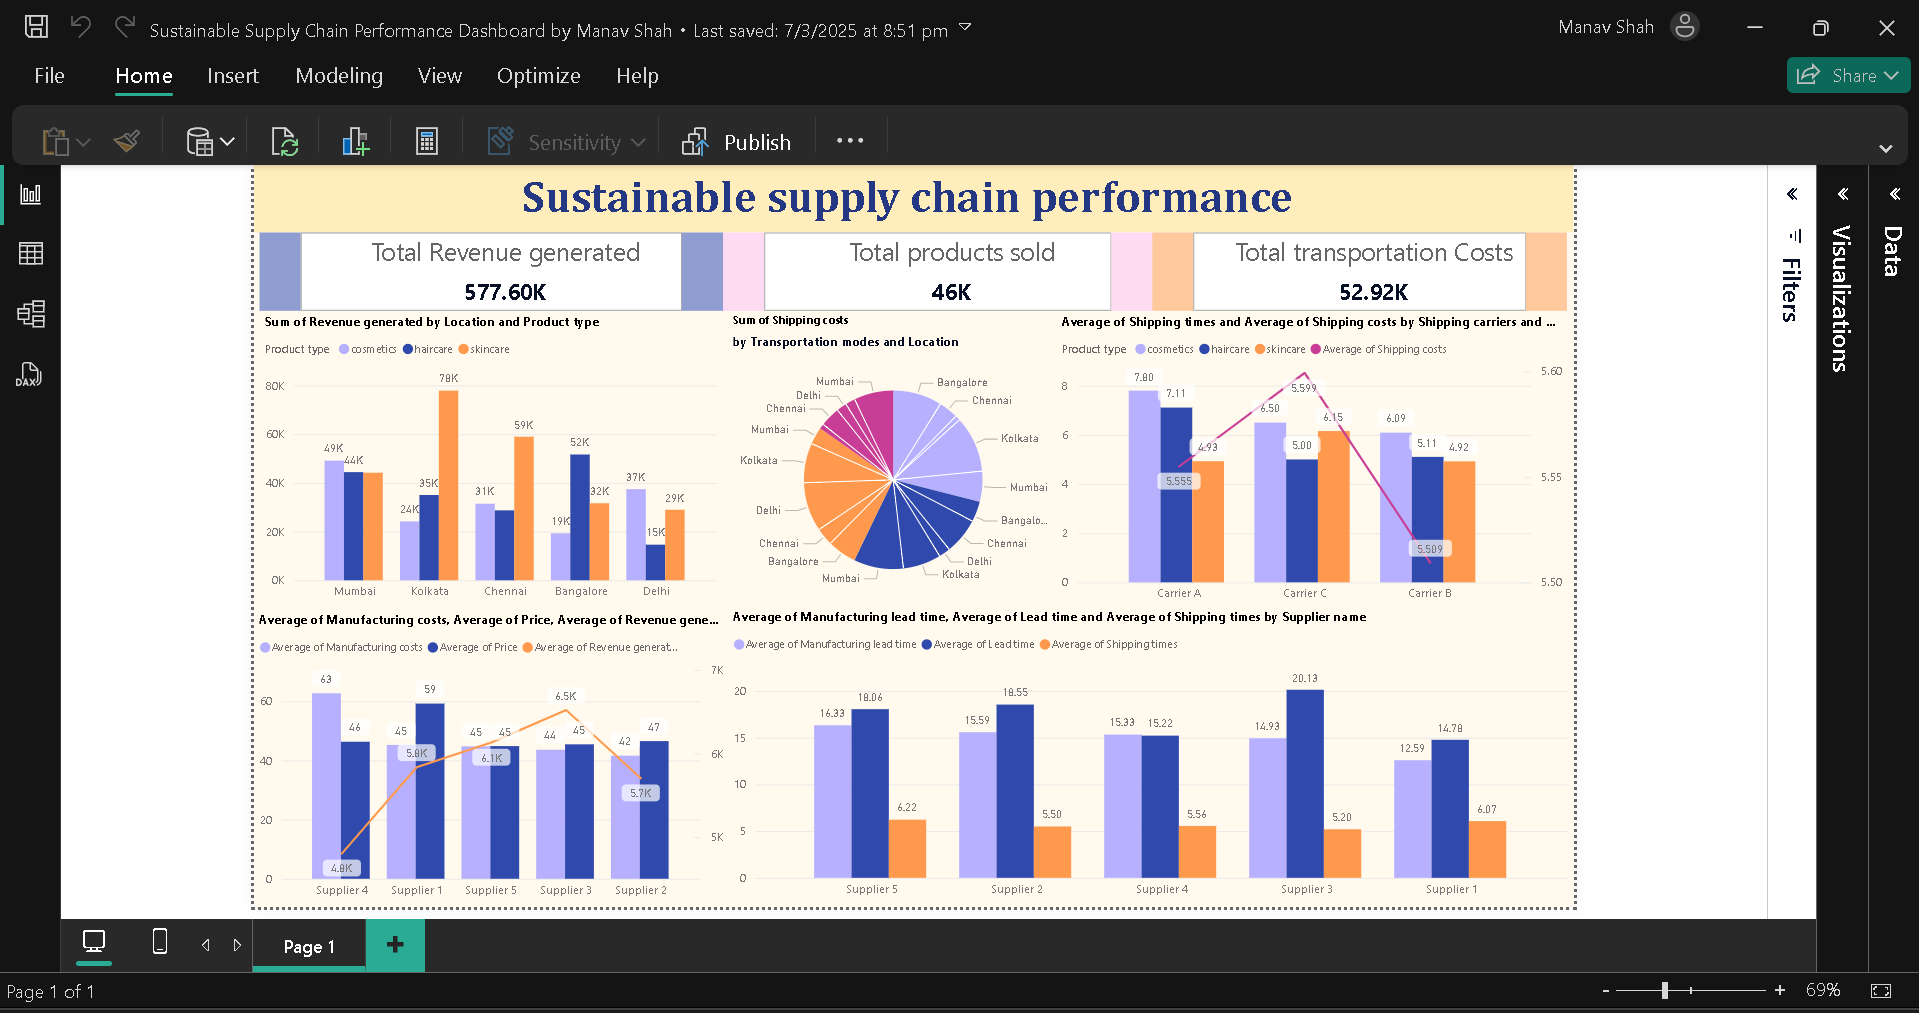 Sustainable Supply Chain Performance Dashboard by Manav Shah • Last saved: 7/3/2025 at 8:51 pm
Manav Shah
File Home Insert Modeling View Optimize Help
Share
Sensitivity
Publish
DAX
Sustainable supply chain performance
Total Revenue generated
577.60K
Total products sold
46K
Total transportation Costs
52.92K
Sum of Revenue generated by Location and Product type
Product type cosmetics haircare skincare
80K
60K
40K
20K
0K
49K 44K
24K 35K 78K
31K 59K
19K 52K 32K
37K 15K 29K
Mumbai Kolkata Chennai Bangalore Delhi
Sum of Shipping costs
by Transportation modes and Location
Bangalore
Chennai
Kolkata
Mumbai
Bangalo...
Chennai
Delhi
Kolkata
Mumbai
Bangalore
Chennai
Delhi
Kolkata
Mumbai
Chennai
Delhi
Mumbai
Average of Shipping times and Average of Shipping costs by Shipping carriers and ...
Product type cosmetics haircare skincare Average of Shipping costs
8
6
4
2
0
7.80 7.11 4.93
6.50 5.00 6.15
6.09 5.11 4.92
5.555 5.599 5.509
5.60
5.55
5.50
Carrier A Carrier C Carrier B
Average of Manufacturing costs, Average of Price, Average of Revenue gene...
Average of Manufacturing costs Average of Price Average of Revenue generat...
60
40
20
0
63 46
45 59
45 45
44 45
42 47
4.8K 5.8K 6.1K 6.5K 5.7K
7K
6K
5K
Supplier 4 Supplier 1 Supplier 5 Supplier 3 Supplier 2
Average of Manufacturing lead time, Average of Lead time and Average of Shipping times by Supplier name
Average of Manufacturing lead time Average of Lead time Average of Shipping times
20
15
10
5
0
16.33 18.06 6.22
15.59 18.55 5.50
15.33 15.22 5.56
14.93 20.13 5.20
12.59 14.78 6.07
Supplier 5 Supplier 2 Supplier 4 Supplier 3 Supplier 1
Filters
Visualizations
Data
Page 1
Page 1 of 1
69%